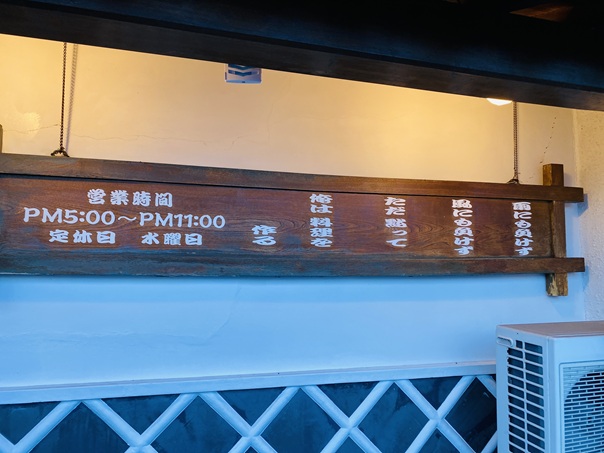 雨にも負けず
風にも負けず
ただ黙って
俺は料理を
作る
営業時間
PM5:00～PM11:00
定休日 水曜日